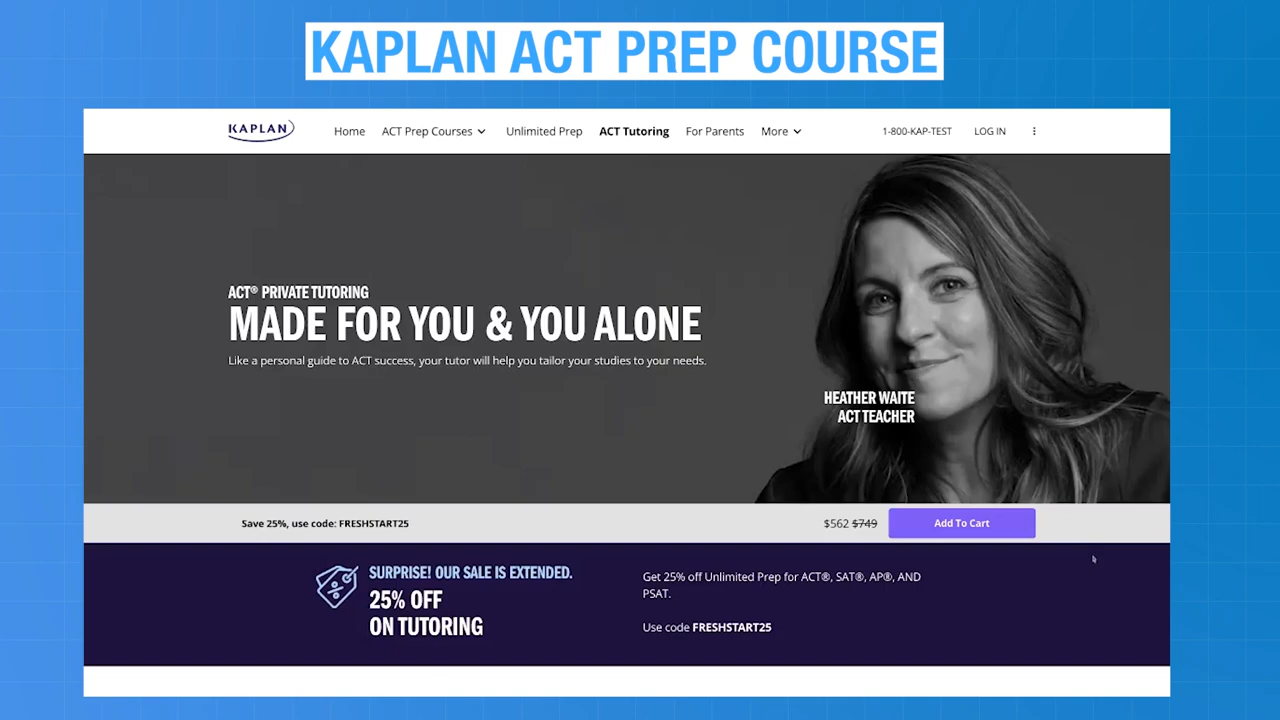 KAPLAN ACT PREP COURSE
KAPLAN
Home ACT Prep Courses Unlimited Prep ACT Tutoring For Parents More 1-800-KAP-TEST LOG IN
ACT® PRIVATE TUTORING
MADE FOR YOU & YOU ALONE
Like a personal guide to ACT success, your tutor will help you tailor your studies to your needs.
HEATHER WAITE
ACT TEACHER
Save 25%, use code: FRESHSTART25 $562 $749 Add To Cart
SURPRISE! OUR SALE IS EXTENDED.
25% OFF
ON TUTORING
Get 25% off Unlimited Prep for ACT®, SAT®, AP®, AND
PSAT.
Use code FRESHSTART25